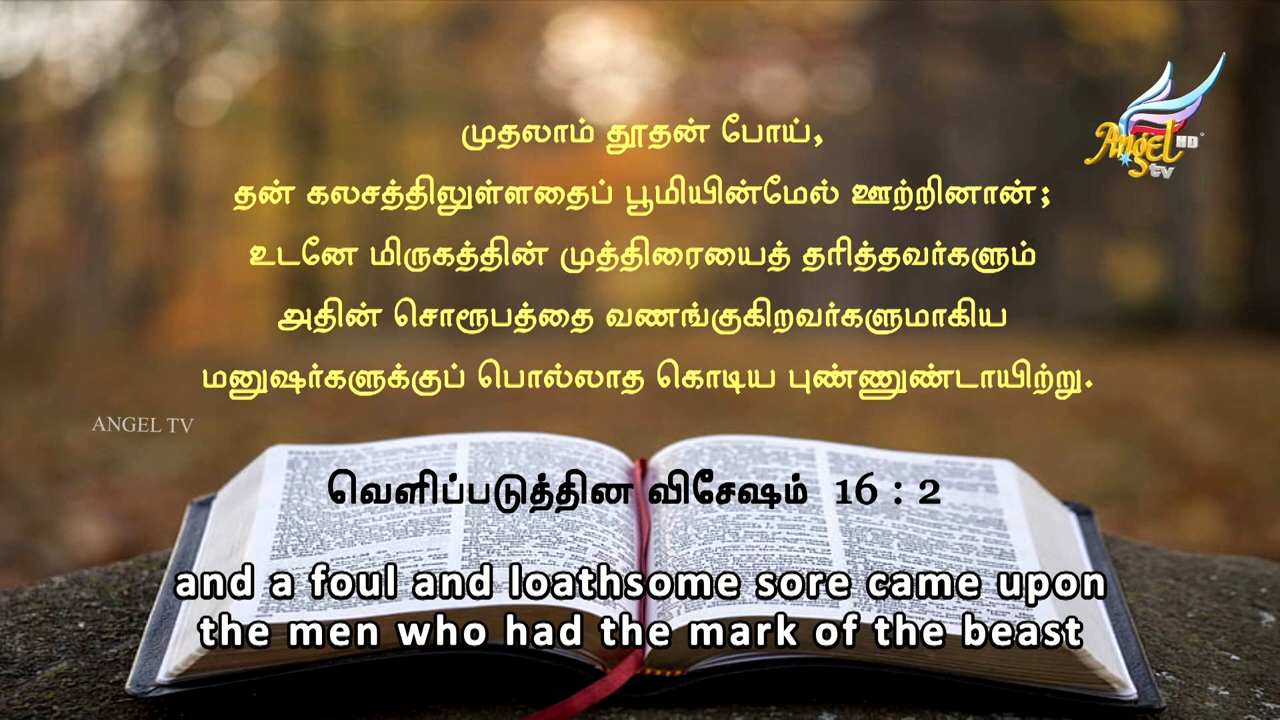 முதலாம் தூதன் போய்,
தன் கலசத்திலுள்ளதைப் பூமியின்மேல் ஊற்றினான்;
உடனே மிருகத்தின் முத்திரையைத் தரித்தவர்களும்
அதின் சொரூபத்தை வணங்குகிறவர்களுமாகிய
மனுஷர்களுக்குப் பொல்லாத கொடிய புண்ணுண்டாயிற்று.
Angel HD
tv
ANGEL TV
வெளிப்படுத்தின விசேஷம் 16 : 2
and a foul and loathsome sore came upon
the men who had the mark of the beast